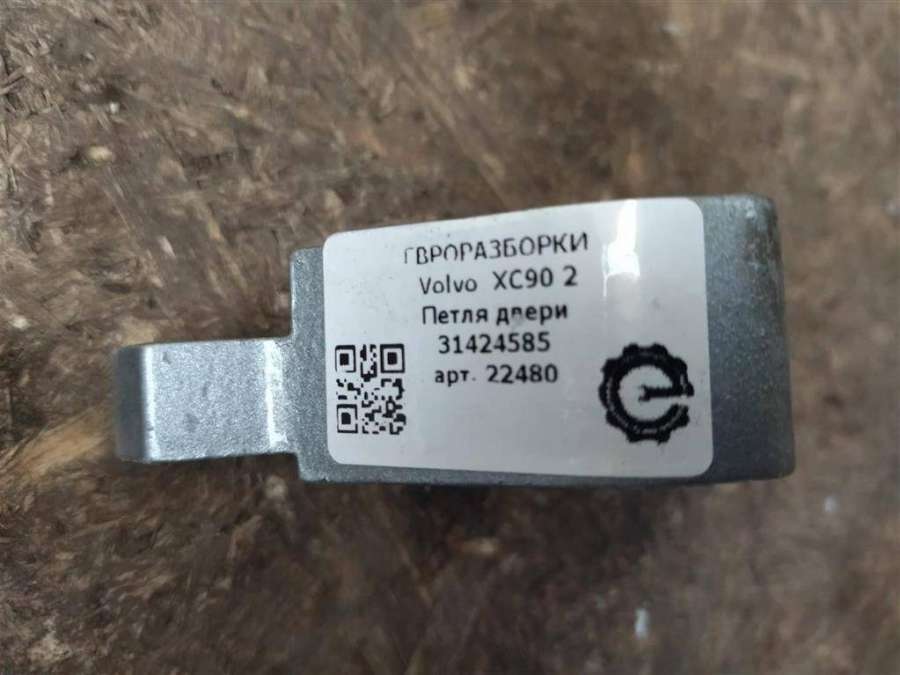 ЕВРОРАЗБОРКИ
Volvo XC90 2
Петля двери
31424585
арт. 22480